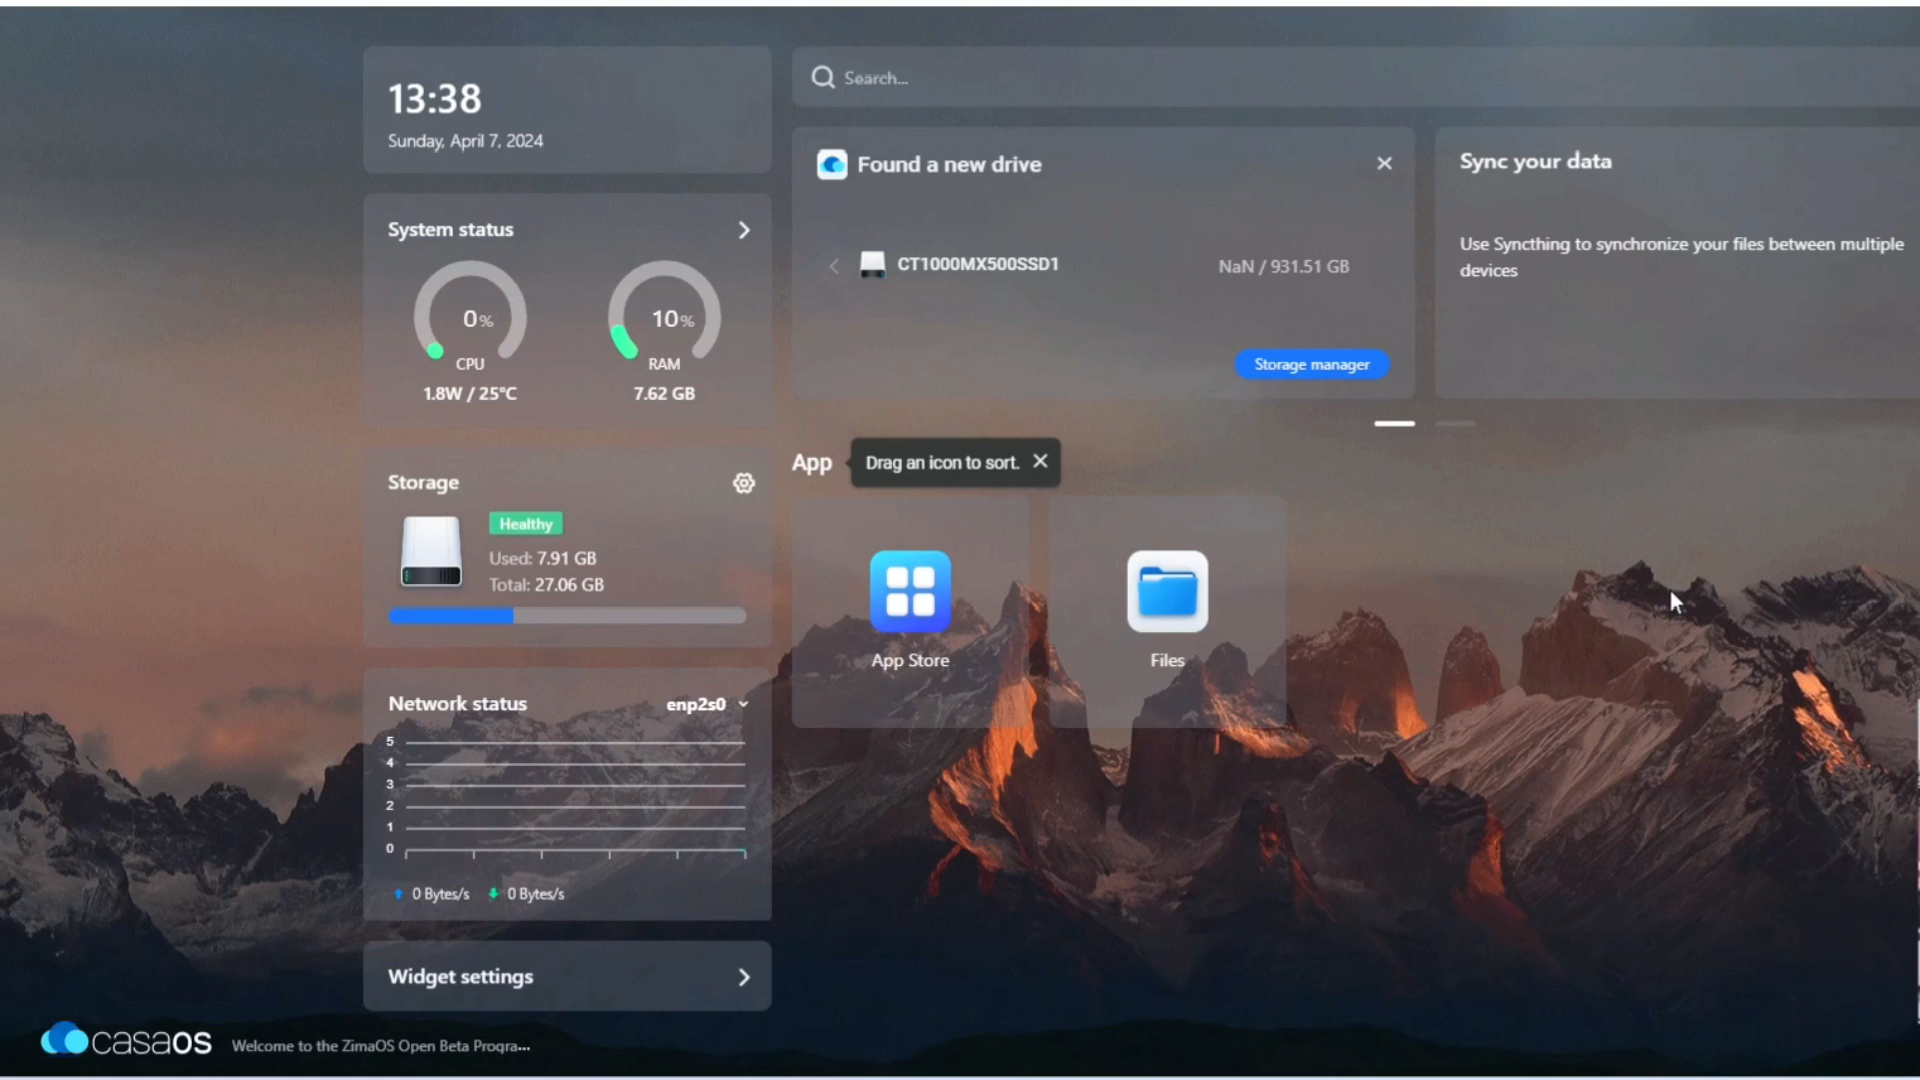 13:38
Sunday, April 7, 2024
Search...
System status
0%
CPU
1.8W / 25°C
10%
RAM
7.62 GB
Found a new drive
CT1000MX500SSD1
NaN / 931.51 GB
Storage manager
Sync your data
Use Syncthing to synchronize your files between multiple
devices
Storage
Healthy
Used: 7.91 GB
Total: 27.06 GB
App
Drag an icon to sort.
App Store
Files
Network status
enp2s0
5
4
3
2
1
0
0 Bytes/s
0 Bytes/s
Widget settings
casaos
Welcome to the ZimaOS Open Beta Progra...